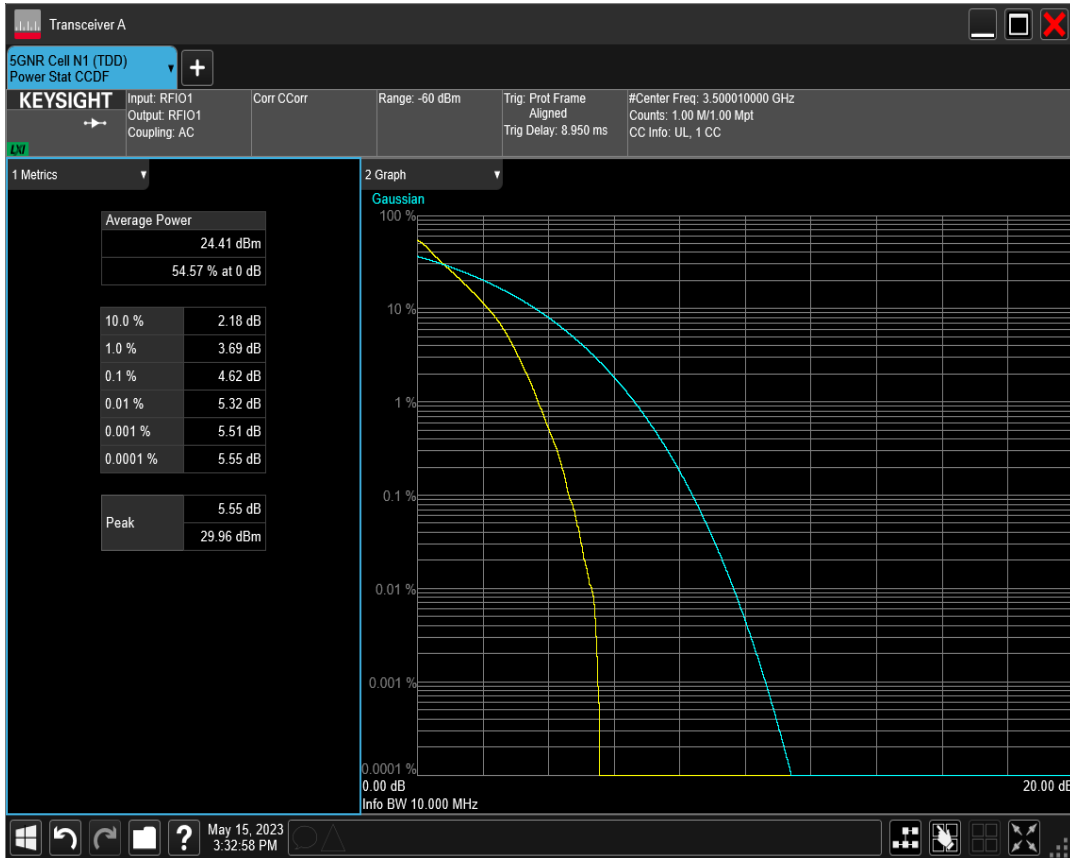 Transceiver A
5GNR Cell N1 (TDD)
Power Stat CCDF
KEYSIGHT
LXI
Input: RFIO1
Output: RFIO1
Coupling: AC
Corr CCorr
Range: -60 dBm
Trig: Prot Frame
Aligned
Trig Delay: 8.950 ms
#Center Freq: 3.500010000 GHz
Counts: 1.00 M/1.00 Mpt
CC Info: UL, 1 CC
1 Metrics
Average Power
24.41 dBm
54.57 % at 0 dB
10.0 % 2.18 dB
1.0 % 3.69 dB
0.1 % 4.62 dB
0.01 % 5.32 dB
0.001 % 5.51 dB
0.0001 % 5.55 dB
Peak
5.55 dB
29.96 dBm
2 Graph
Gaussian
100 %
10 %
1 %
0.1 %
0.01 %
0.001 %
0.0001 %
0.00 dB 20.00 dB
Info BW 10.000 MHz
May 15, 2023
3:32:58 PM